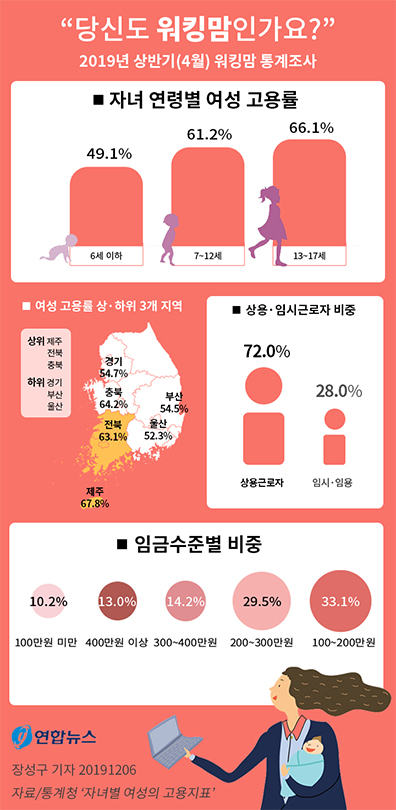 “당신도 워킹맘인가요?”
2019년 상반기(4월) 워킹맘 통계조사
■ 자녀 연령별 여성 고용률
49.1%
61.2%
66.1%
6세 이하
7~12세
13~17세
■ 여성 고용률 상·하위 3개 지역
상위 제주
전북
충북
하위 경기
부산
울산
경기
54.7%
충북
64.2%
부산
54.5%
전북
63.1%
울산
52.3%
제주
67.8%
■ 상용·임시근로자 비중
72.0%
28.0%
상용근로자
임시·임용
■ 임금수준별 비중
10.2%
13.0%
14.2%
29.5%
33.1%
100만원 미만
400만원 이상
300~400만원
200~300만원
100~200만원
연합뉴스
장성구 기자 20191206
자료/통계청 ‘자녀별 여성의 고용지표’